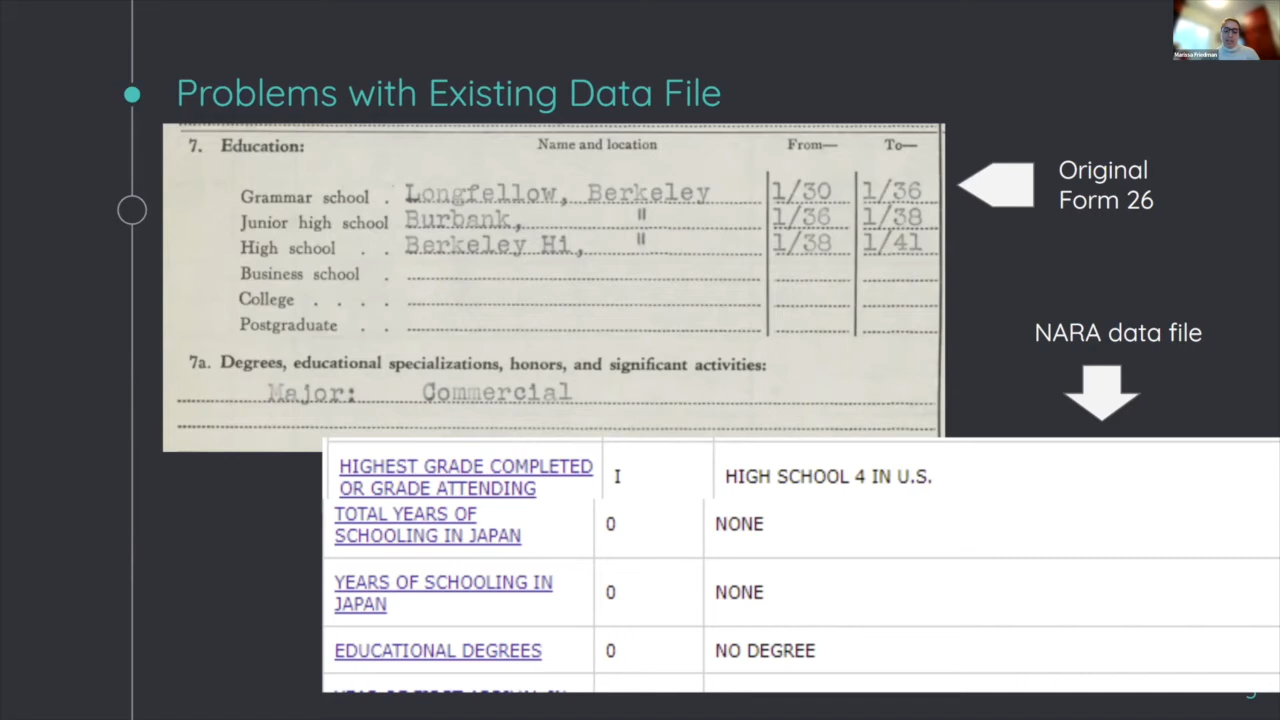 Marissa Friedman
Problems with Existing Data File
7. Education: Name and location From— To—
Grammar school . Longfellow, Berkeley 1/30 1/36
Junior high school Burbank, " 1/36 1/38
High school . . Berkeley Hi, " 1/38 1/41
Business school .
College . . . .
Postgraduate . .
7a. Degrees, educational specializations, honors, and significant activities:
Major: Commercial
Original
Form 26
NARA data file
HIGHEST GRADE COMPLETED
OR GRADE ATTENDING I HIGH SCHOOL 4 IN U.S.
TOTAL YEARS OF
SCHOOLING IN JAPAN 0 NONE
YEARS OF SCHOOLING IN
JAPAN 0 NONE
EDUCATIONAL DEGREES 0 NO DEGREE